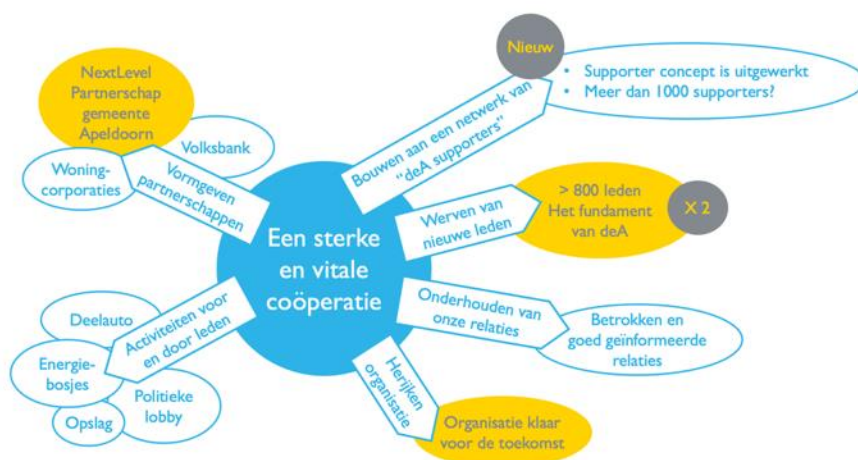 Nieuw
• Supporter concept is uitgewerkt
• Meer dan 1000 supporters?
Bouwen aan een netwerk van
“deA supporters”
NextLevel
Partnerschap
gemeente
Apeldoorn
Volksbank
Woning-
corporaties
Vormgeven
partnerschappen
Werven van
nieuwe leden
> 800 leden
Het fundament
van deA
X 2
Een sterke
en vitale
coöperatie
Onderhouden van
onze relaties
Betrokken en
goed geïnformeerde
relaties
Deelauto
Activiteiten voor
en door leden
Energie-
bosjes
Politieke
lobby
Opslag
Herijken
organisatie
Organisatie klaar
voor de toekomst